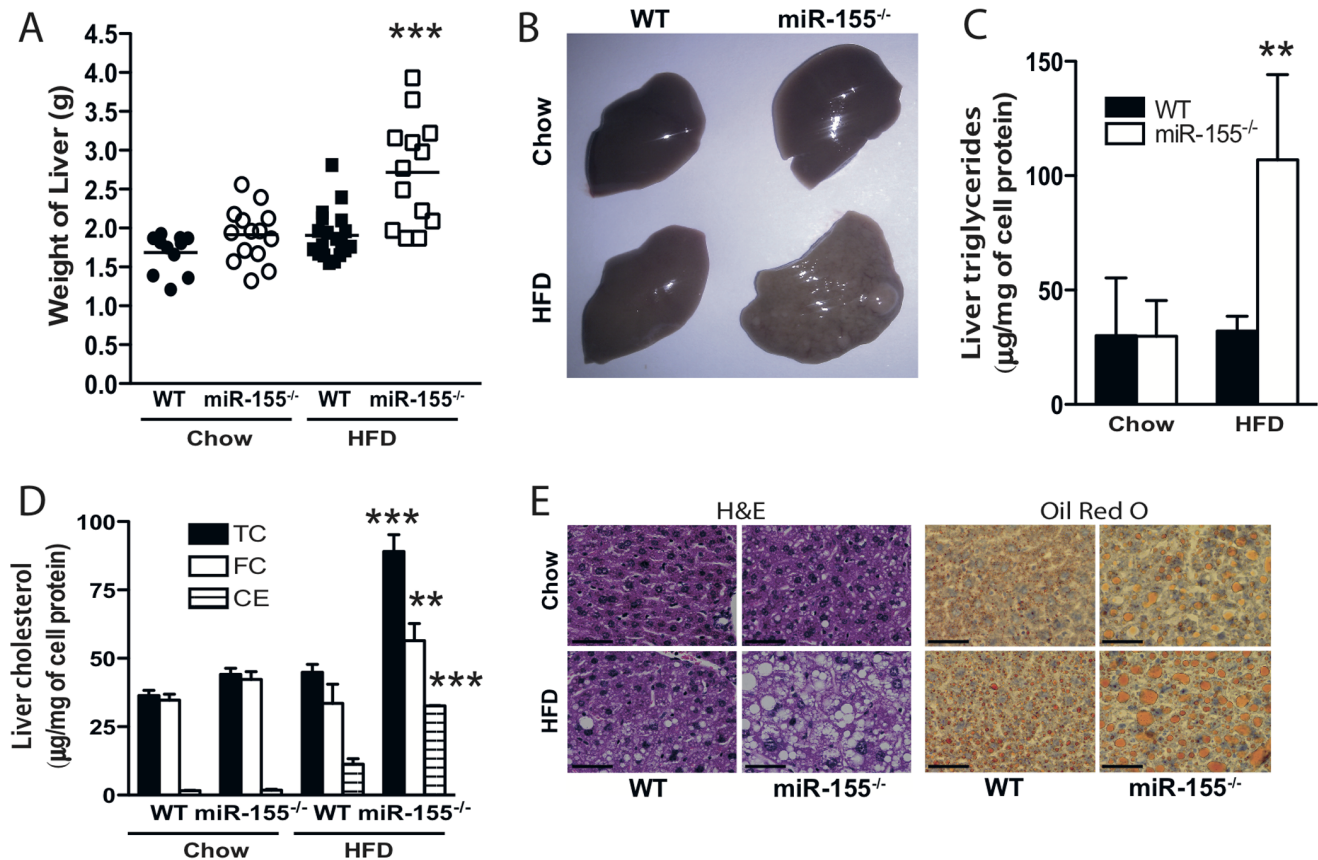 A
Weight of Liver (g)
4.5
4.0
3.5
3.0
2.5
2.0
1.5
1.0
0.5
0.0
***
WT
miR-155-/-
WT
miR-155-/-
Chow
HFD
B
WT
miR-155-/-
Chow
HFD
C
Liver triglycerides
(µg/mg of cell protein)
150
100
50
0
**
WT
miR-155-/-
Chow
HFD
D
Liver cholesterol
(µg/mg of cell protein)
100
75
50
25
0
TC
FC
CE
***
**
***
WT miR-155-/-
WT miR-155-/-
Chow
HFD
E
H&E
Oil Red O
Chow
HFD
WT
miR-155-/-
WT
miR-155-/-